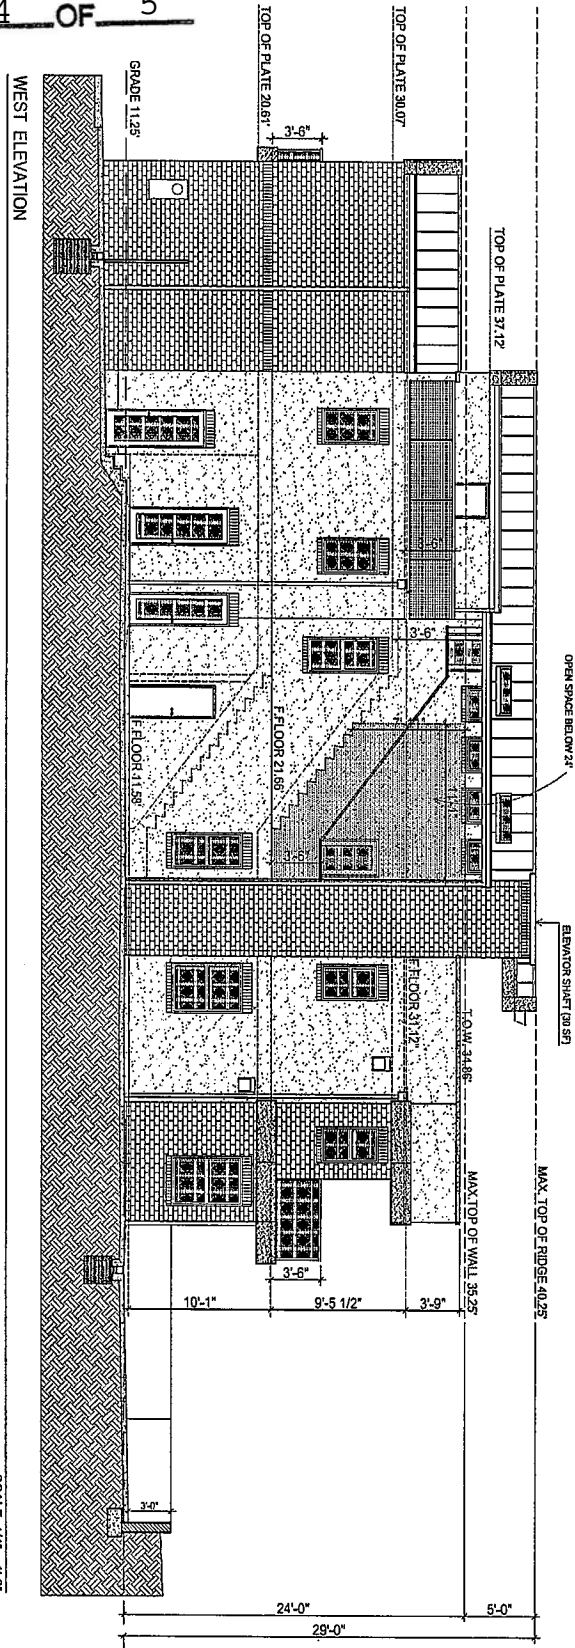 4 OF 5
WEST ELEVATION
GRADE 11.25'
TOP OF PLATE 20.61'
TOP OF PLATE 30.07'
TOP OF PLATE 37.12'
3'-6"
OPEN SPACE BELOW 24'
ELEVATOR SHAFT (30 SF)
3'-6"
F.FLOOR 21.66'
FLOOR 11.58'
3'-6"
F.FLOOR 31.12'
T.O.W. 34.86'
MAX. TOP OF WALL 35.25'
MAX. TOP OF RIDGE 40.25'
3'-6"
10'-1"
9'-5 1/2"
3'-9"
3'-0"
24'-0"
5'-0"
29'-0"